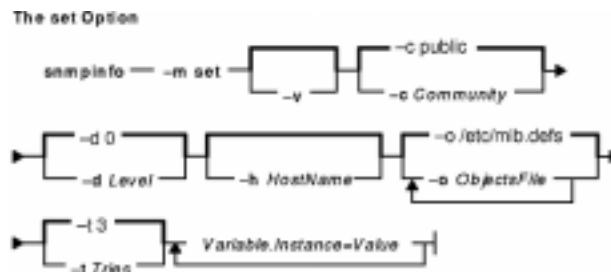 The set Option
-c public
snmpinfo -m set
-v -c Community
-d 0 -o /etc/mib.defs
-d Level -h HostName -o ObjectsFile
-t 3
Variable.Instance=Value
-t Tries